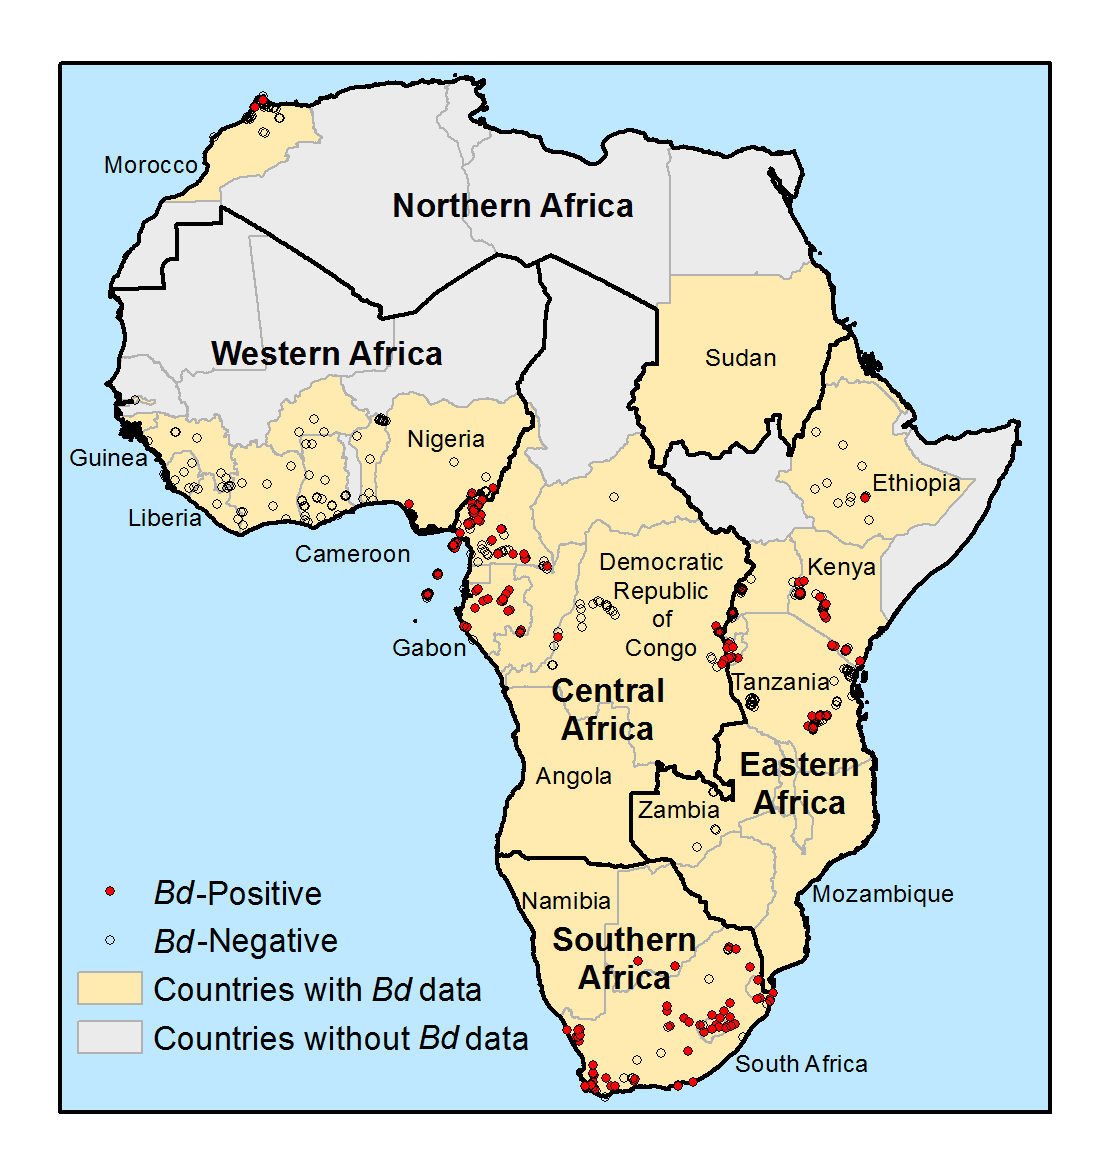 Morocco
Northern Africa
Western Africa
Sudan
Nigeria
Guinea
Ethiopia
Liberia
Cameroon
Democratic
Republic
of
Congo
Kenya
Gabon
Tanzania
Central
Africa
Angola
Eastern
Africa
Zambia
Bd-Positive
Namibia
Mozambique
Bd-Negative
Southern
Africa
Countries with Bd data
Countries without Bd data
South Africa